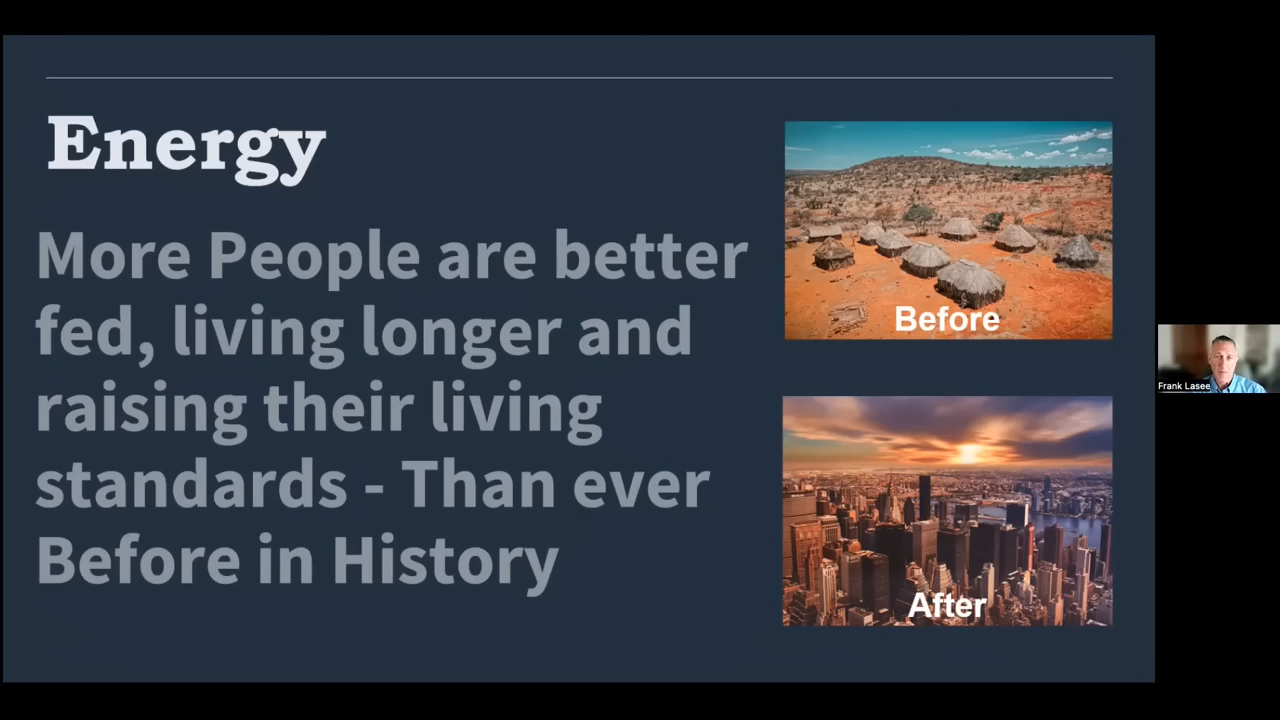 Energy
More People are better
fed, living longer and
raising their living
standards - Than ever
Before in History
Before
After
Frank Lasee